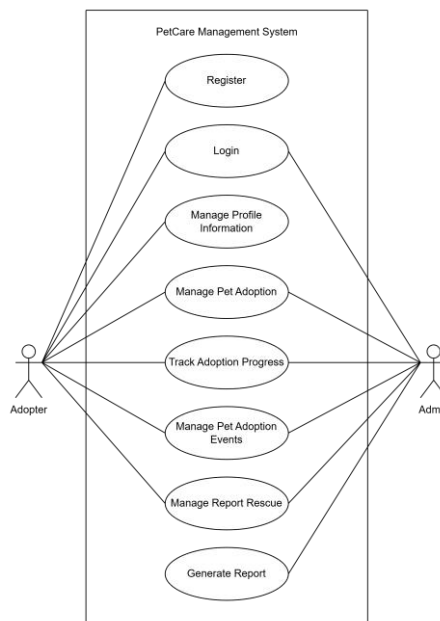 PetCare Management System
Register
Login
Manage Profile
Information
Manage Pet Adoption
Track Adoption Progress
Adopter
Adm
Manage Pet Adoption
Events
Manage Report Rescue
Generate Report